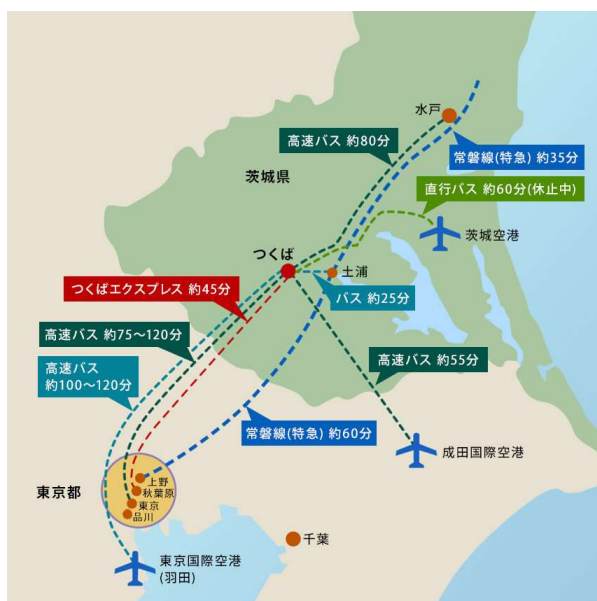 水戸
高速バス 約80分
常磐線(特急) 約35分
茨城県
直行バス 約60分(休止中)
茨城空港
つくば
土浦
つくばエクスプレス 約45分
バス 約25分
高速バス 約75～120分
高速バス
約100～120分
高速バス 約55分
常磐線(特急) 約60分
成田国際空港
上野
秋葉原
東京都
東京
品川
千葉
東京国際空港
(羽田)